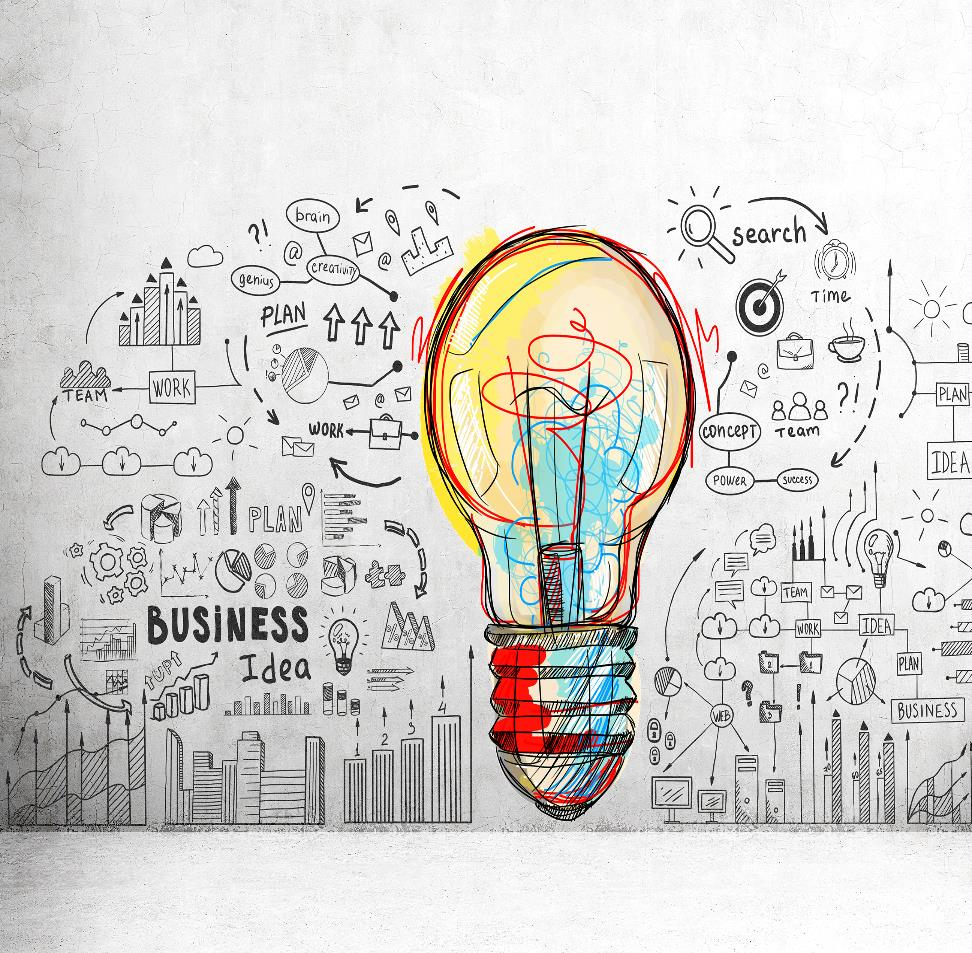 brain
?!
@
genius
creativity
@
PLAN
TEAM
WORK
WORK
PLAN
BUSINESS
Idea
UP↑
1
2
3
4
search
Time
@
?!
Team
concept
power
success
PLAN
IDEA
TEAM
WORK
IDEA
PLAN
?
!
WEB
BUSINESS